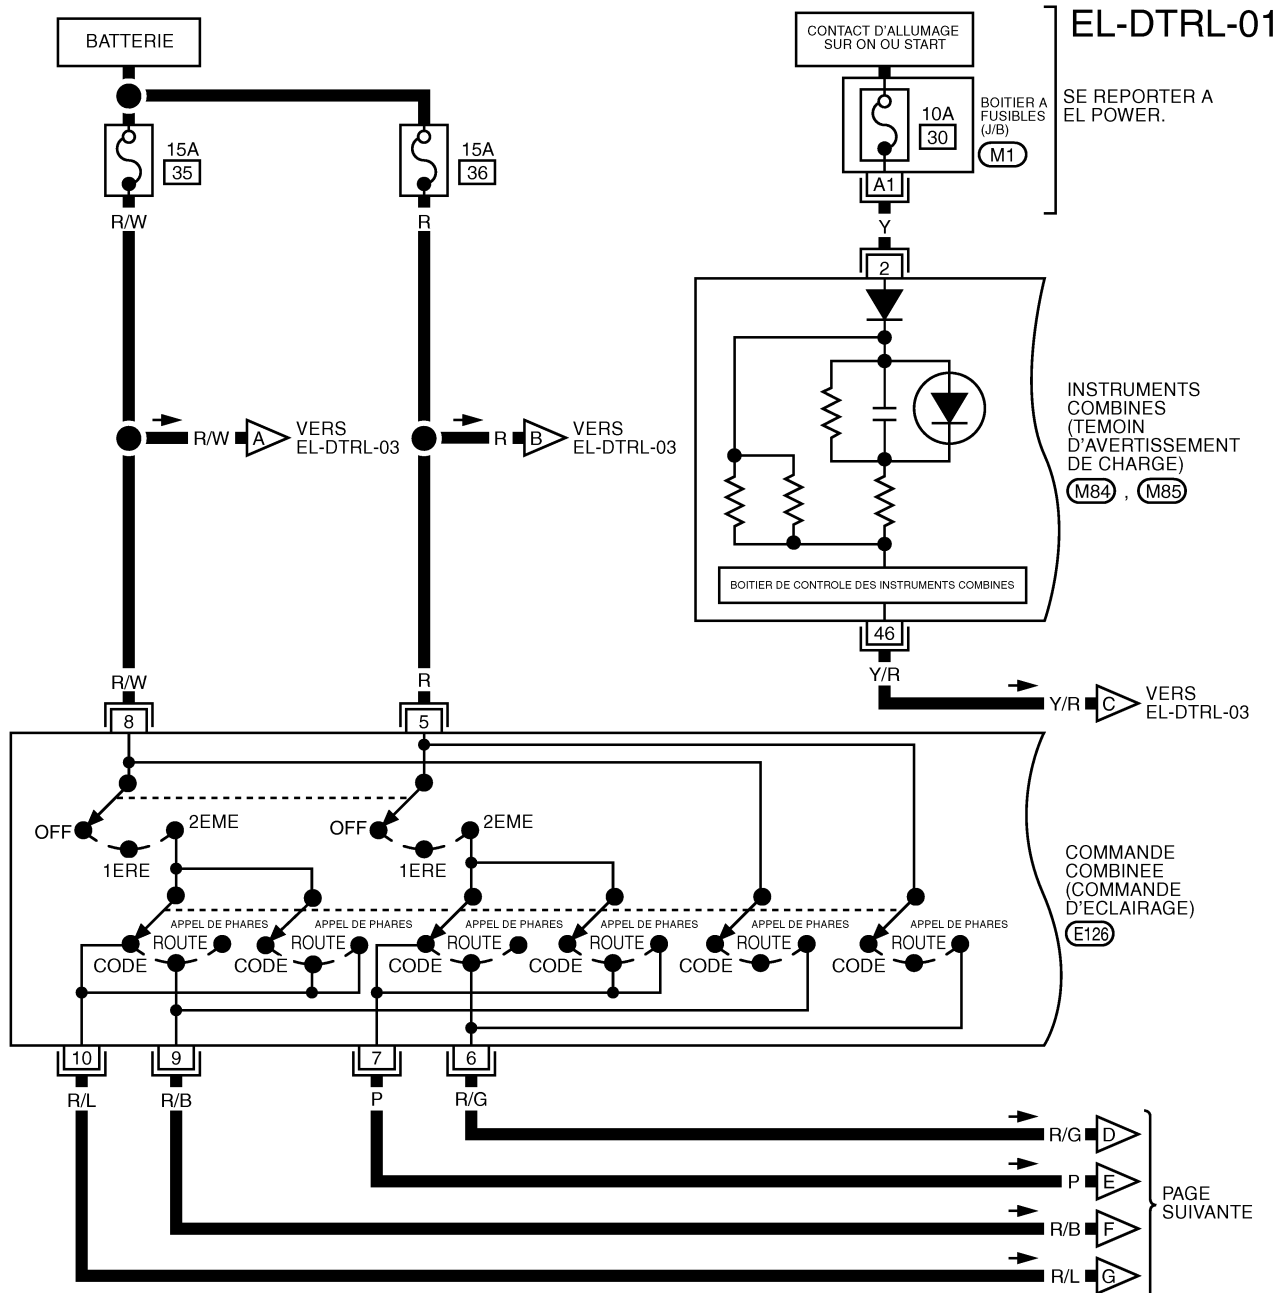 EL-DTRL-01
BATTERIE
CONTACT D'ALLUMAGE
SUR ON OU START
SE REPORTER A
EL POWER.
BOITIER A
FUSIBLES
(J/B)
M1
10A
30
A1
Y
2
15A
35
15A
36
R/W
R
R/W
A
VERS
EL-DTRL-03
R
B
VERS
EL-DTRL-03
INSTRUMENTS
COMBINES
(TEMOIN
D'AVERTISSEMENT
DE CHARGE)
M84 , M85
BOITIER DE CONTROLE DES INSTRUMENTS COMBINES
46
Y/R
Y/R
C
VERS
EL-DTRL-03
R/W
R
8
5
OFF
1ERE
2EME
OFF
1ERE
2EME
COMMANDE
COMBINEE
(COMMANDE
D'ECLAIRAGE)
E126
APPEL DE PHARES
APPEL DE PHARES
APPEL DE PHARES
APPEL DE PHARES
APPEL DE PHARES
APPEL DE PHARES
ROUTE
ROUTE
ROUTE
ROUTE
ROUTE
ROUTE
CODE
CODE
CODE
CODE
CODE
CODE
10
9
7
6
R/L
R/B
P
R/G
R/G
D
P
E
R/B
F
R/L
G
PAGE
SUIVANTE